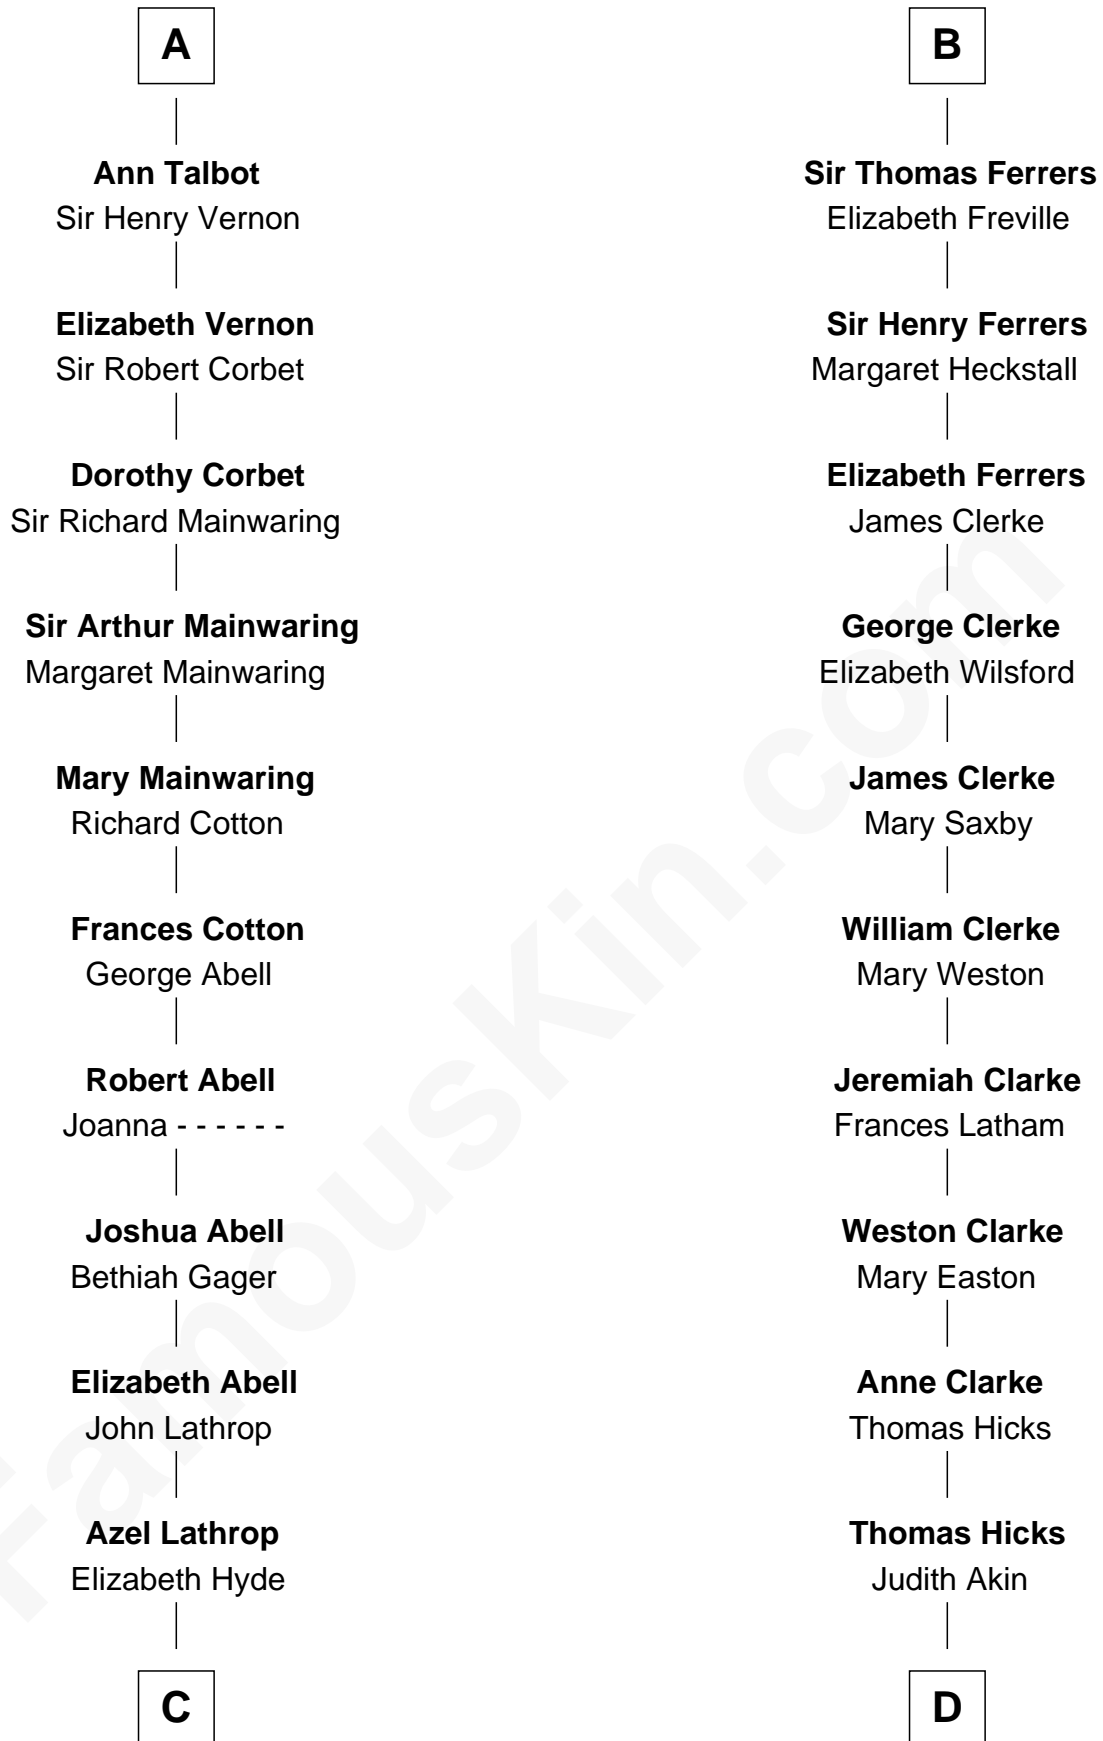 A
Ann Talbot
Sir Henry Vernon
Elizabeth Vernon
Sir Robert Corbet
Dorothy Corbet
Sir Richard Mainwaring
Sir Arthur Mainwaring
Margaret Mainwaring
Mary Mainwaring
Richard Cotton
Frances Cotton
George Abell
Robert Abell
Joanna - - - - - -
Joshua Abell
Bethiah Gager
Elizabeth Abell
John Lathrop
Azel Lathrop
Elizabeth Hyde
C
B
Sir Thomas Ferrers
Elizabeth Freville
Sir Henry Ferrers
Margaret Heckstall
Elizabeth Ferrers
James Clerke
George Clerke
Elizabeth Wilsford
James Clerke
Mary Saxby
William Clerke
Mary Weston
Jeremiah Clarke
Frances Latham
Weston Clarke
Mary Easton
Anne Clarke
Thomas Hicks
Thomas Hicks
Judith Akin
D
FamousKin.com